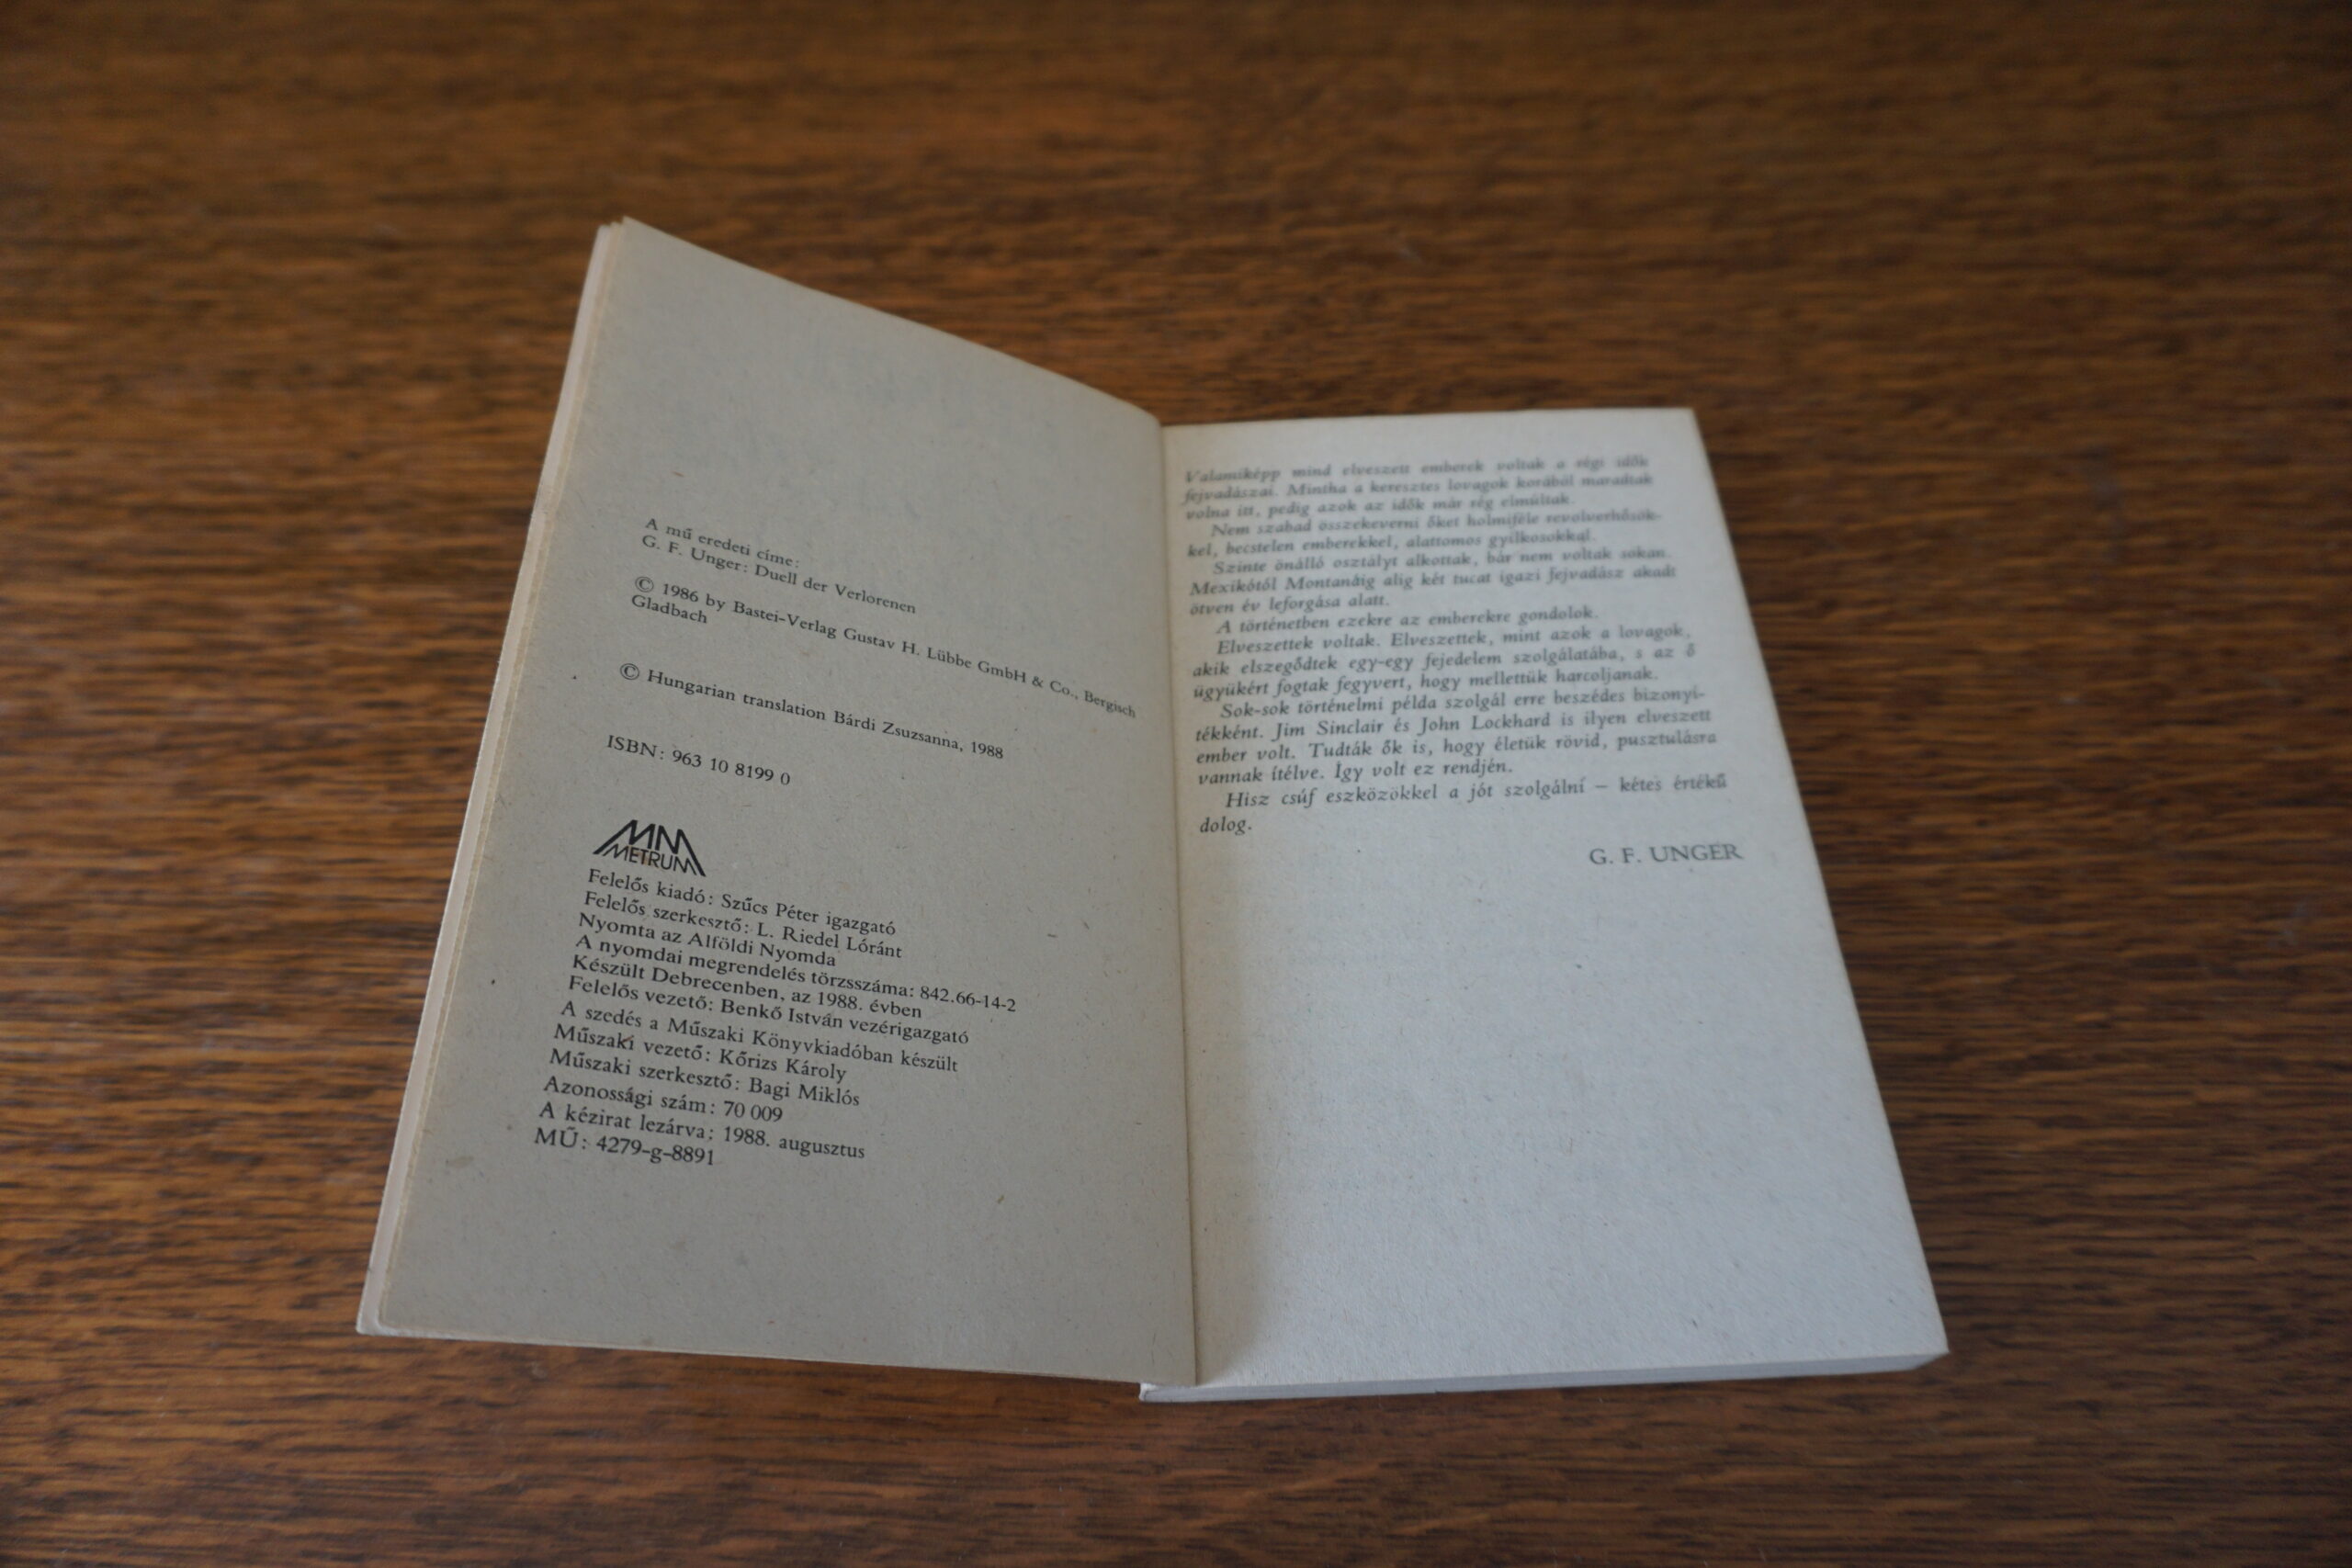 A mű eredeti címe:
G. F. Unger: Duell der Verlorenen
© 1986 by Bastei-Verlag Gustav H. Lübbe GmbH & Co., Bergisch
Gladbach
© Hungarian translation Bárdi Zsuzsanna, 1988
ISBN: 963 10 8199 0
MM
METRUM
Felelős kiadó: Szűcs Péter igazgató
Felelős szerkesztő: L. Riedel Lóránt
Nyomta az Alföldi Nyomda
A nyomdai megrendelés törzsszáma: 842.66-14-2
Készült Debrecenben, az 1988. évben
Felelős vezető: Benkő István vezérigazgató
A szedés a Műszaki Könyvkiadóban készült
Műszaki vezető: Kőrizs Károly
Műszaki szerkesztő: Bagi Miklós
Azonossági szám: 70 009
A kézirat lezárva; 1988. augusztus
MŰ: 4279-g-8891
Valamiképp mind elveszett emberek voltak a régi idők
fejvadászai. Mintha a keresztes lovagok korából maradtak
volna itt, pedig azok az idők már rég elmúltak.
Nem szabad összekeverni őket holmiféle revolverhősök-
kel, becstelen emberekkel, alattomos gyilkosokkal.
Szinte önálló osztályt alkottak, bár nem voltak sokan.
Mexikótól Montanáig alig két tucat igazi fejvadász akadt
ötven év leforgása alatt.
A történetben ezekre az emberekre gondolok.
Elveszettek voltak. Elveszettek, mint azok a lovagok,
akik elszegődtek egy-egy fejedelem szolgálatába, s az ő
ügyükért fogtak fegyvert, hogy mellettük harcoljanak.
Sok-sok történelmi példa szolgál erre beszédes bizonyí-
tékként. Jim Sinclair és John Lockhard is ilyen elveszett
ember volt. Tudták ők is, hogy életük rövid, pusztulásra
vannak ítélve. Így volt ez rendjén.
Hisz csúf eszközökkel a jót szolgálni – kétes értékű
dolog.
G. F. UNGER